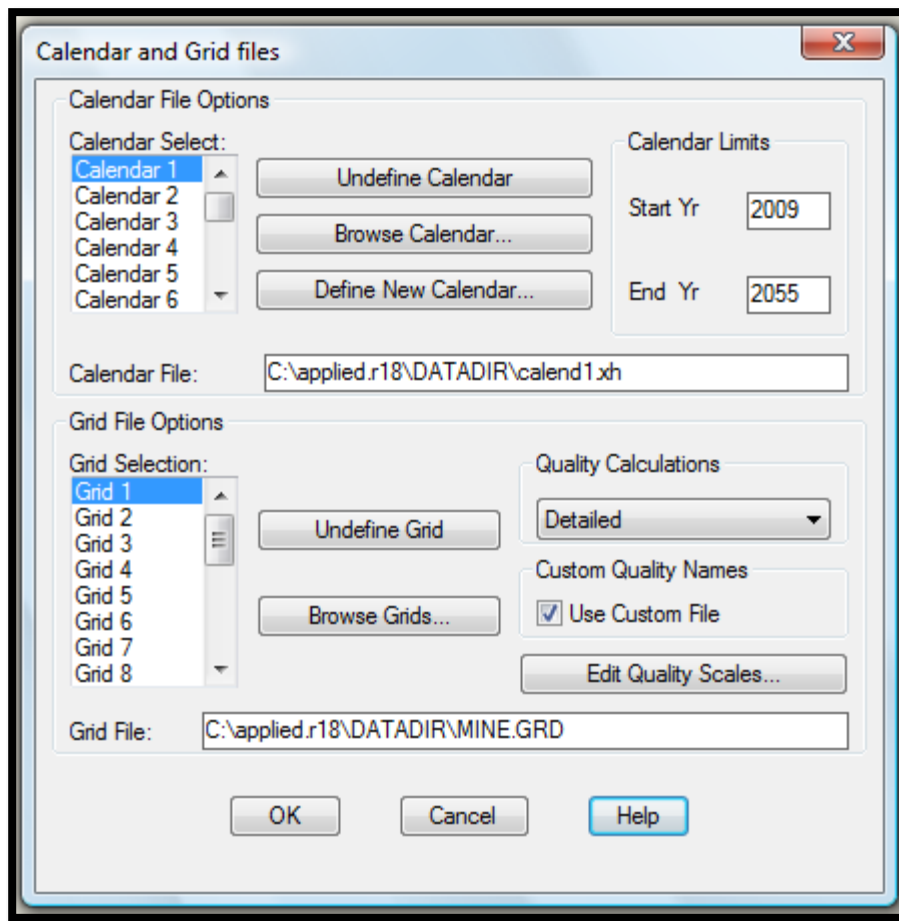 Calendar and Grid files
Calendar File Options
Calendar Select:
Calendar 1
Calendar 2
Calendar 3
Calendar 4
Calendar 5
Calendar 6
Undefine Calendar
Browse Calendar...
Define New Calendar...
Calendar Limits
Start Yr 2009
End Yr 2055
Calendar File: C:\applied.r18\DATADIR\calend1.xh
Grid File Options
Grid Selection:
Grid 1
Grid 2
Grid 3
Grid 4
Grid 5
Grid 6
Grid 7
Grid 8
Undefine Grid
Browse Grids...
Quality Calculations
Detailed
Custom Quality Names
Use Custom File
Edit Quality Scales...
Grid File: C:\applied.r18\DATADIR\MINE.GRD
OK Cancel Help